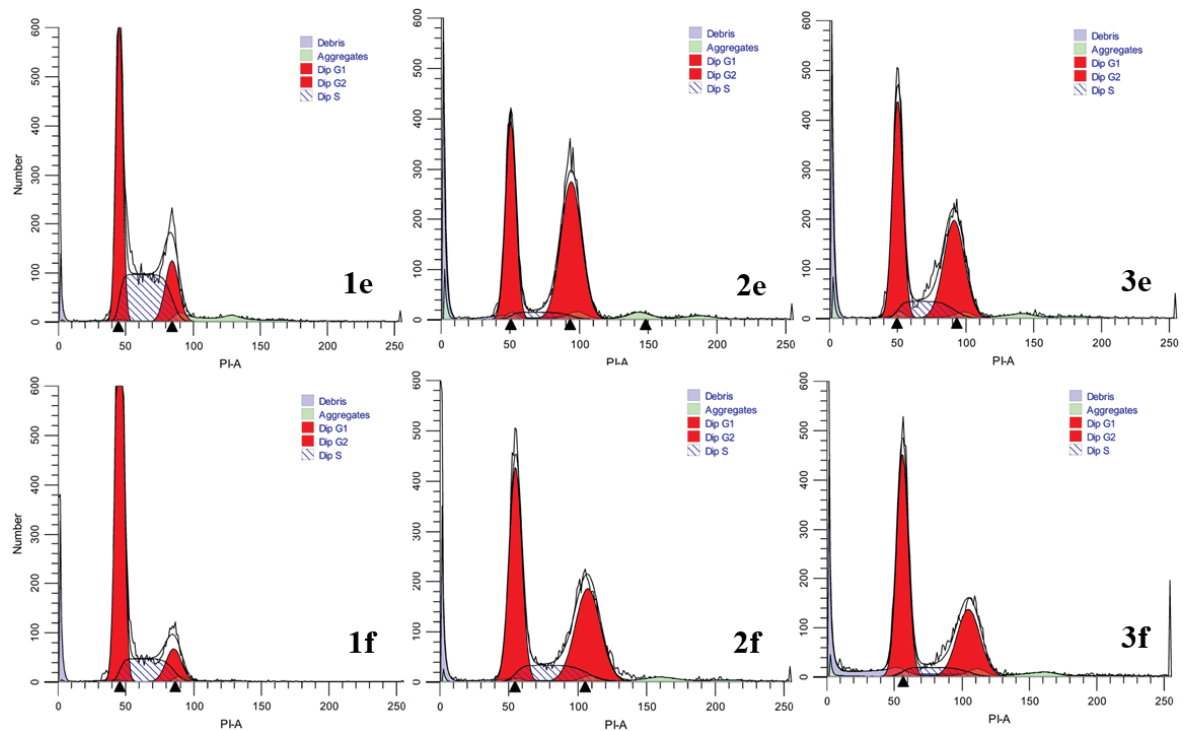 600
500
400
300
200
100
0
Number
Debris
Aggregates
Dip G1
Dip G2
Dip S
1e
0 50 100 150 200 250
PI-A
600
500
400
300
200
100
0
Debris
Aggregates
Dip G1
Dip G2
Dip S
2e
0 50 100 150 200 250
PI-A
600
500
400
300
200
100
0
Debris
Aggregates
Dip G1
Dip G2
Dip S
3e
0 50 100 150 200 250
PI-A
600
500
400
300
200
100
0
Number
Debris
Aggregates
Dip G1
Dip G2
Dip S
1f
0 50 100 150 200 250
PI-A
600
500
400
300
200
100
0
Debris
Aggregates
Dip G1
Dip G2
Dip S
2f
0 50 100 150 200 250
PI-A
600
500
400
300
200
100
0
Debris
Aggregates
Dip G1
Dip G2
Dip S
3f
0 50 100 150 200 250
PI-A